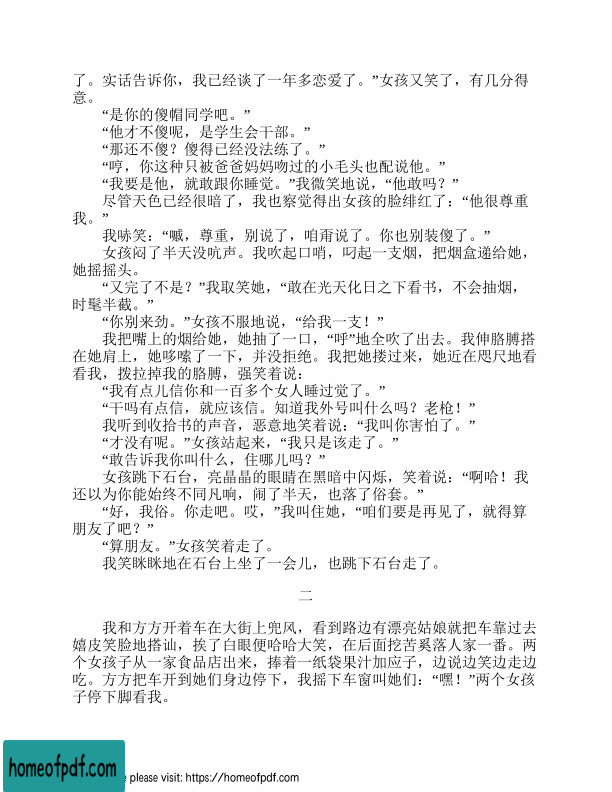 了。实话告诉你，我已经谈了一年多恋爱了。”女孩又笑了，有几分得
意。
“是你的傻帽同学吧。”
“他才不傻呢，是学生会干部。”
“那还不傻？傻得已经没法练了。”
“哼，你这种只被爸爸妈妈吻过的小毛头也配说他。”
“我要是他，就敢跟你睡觉。”我微笑地说，“他敢吗？”
尽管天色已经很暗了，我也察觉得出女孩的脸绯红了：“他很尊重
我。”
我哧笑：“嘁，尊重，别说了，咱甭说了。你也别装傻了。”
女孩闷了半天没吭声。我吹起口哨，叼起一支烟，把烟盒递给她，
她摇摇头。
“又完了不是？”我取笑她，“敢在光天化日之下看书，不会抽烟，
时髦半截。”
“你别来劲。”女孩不服地说，“给我一支！”
我把嘴上的烟给她，她抽了一口，“呼”地全吹了出去。我伸胳膊搭
在她肩上，她哆嗦了一下，并没拒绝。我把她搂过来，她近在咫尺地看
看我，拨拉掉我的胳膊，强笑着说：
“我有点儿信你和一百多个女人睡过觉了。”
“干吗有点信，就应该信。知道我外号叫什么吗？老枪！”
我听到收拾书的声音，恶意地笑着说：“我叫你害怕了。”
“才没有呢。”女孩站起来，“我只是该走了。”
“敢告诉我你叫什么，住哪儿吗？”
女孩跳下石台，亮晶晶的眼睛在黑暗中闪烁，笑着说：“啊哈！我
还以为你能始终不同凡响，闹了半天，也落了俗套。”
“好，我俗。你走吧。哎，”我叫住她，“咱们要是再见了，就得算
朋友了吧？”
“算朋友。”女孩笑着走了。
我笑眯眯地在石台上坐了一会儿，也跳下石台走了。
二
我和方方开着车在大街上兜风，看到路边有漂亮姑娘就把车靠过去
嬉皮笑脸地搭讪，挨了白眼便哈哈大笑，在后面挖苦奚落人家一番。两
个女孩子从一家食品店出来，捧着一纸袋果汁加应子，边说边笑边走边
吃。方方把车开到她们身边停下，我摇下车窗叫她们：“嘿！”两个女孩
子停下脚看我。
homeofpdf.com
e please visit: https://homeofpdf.com